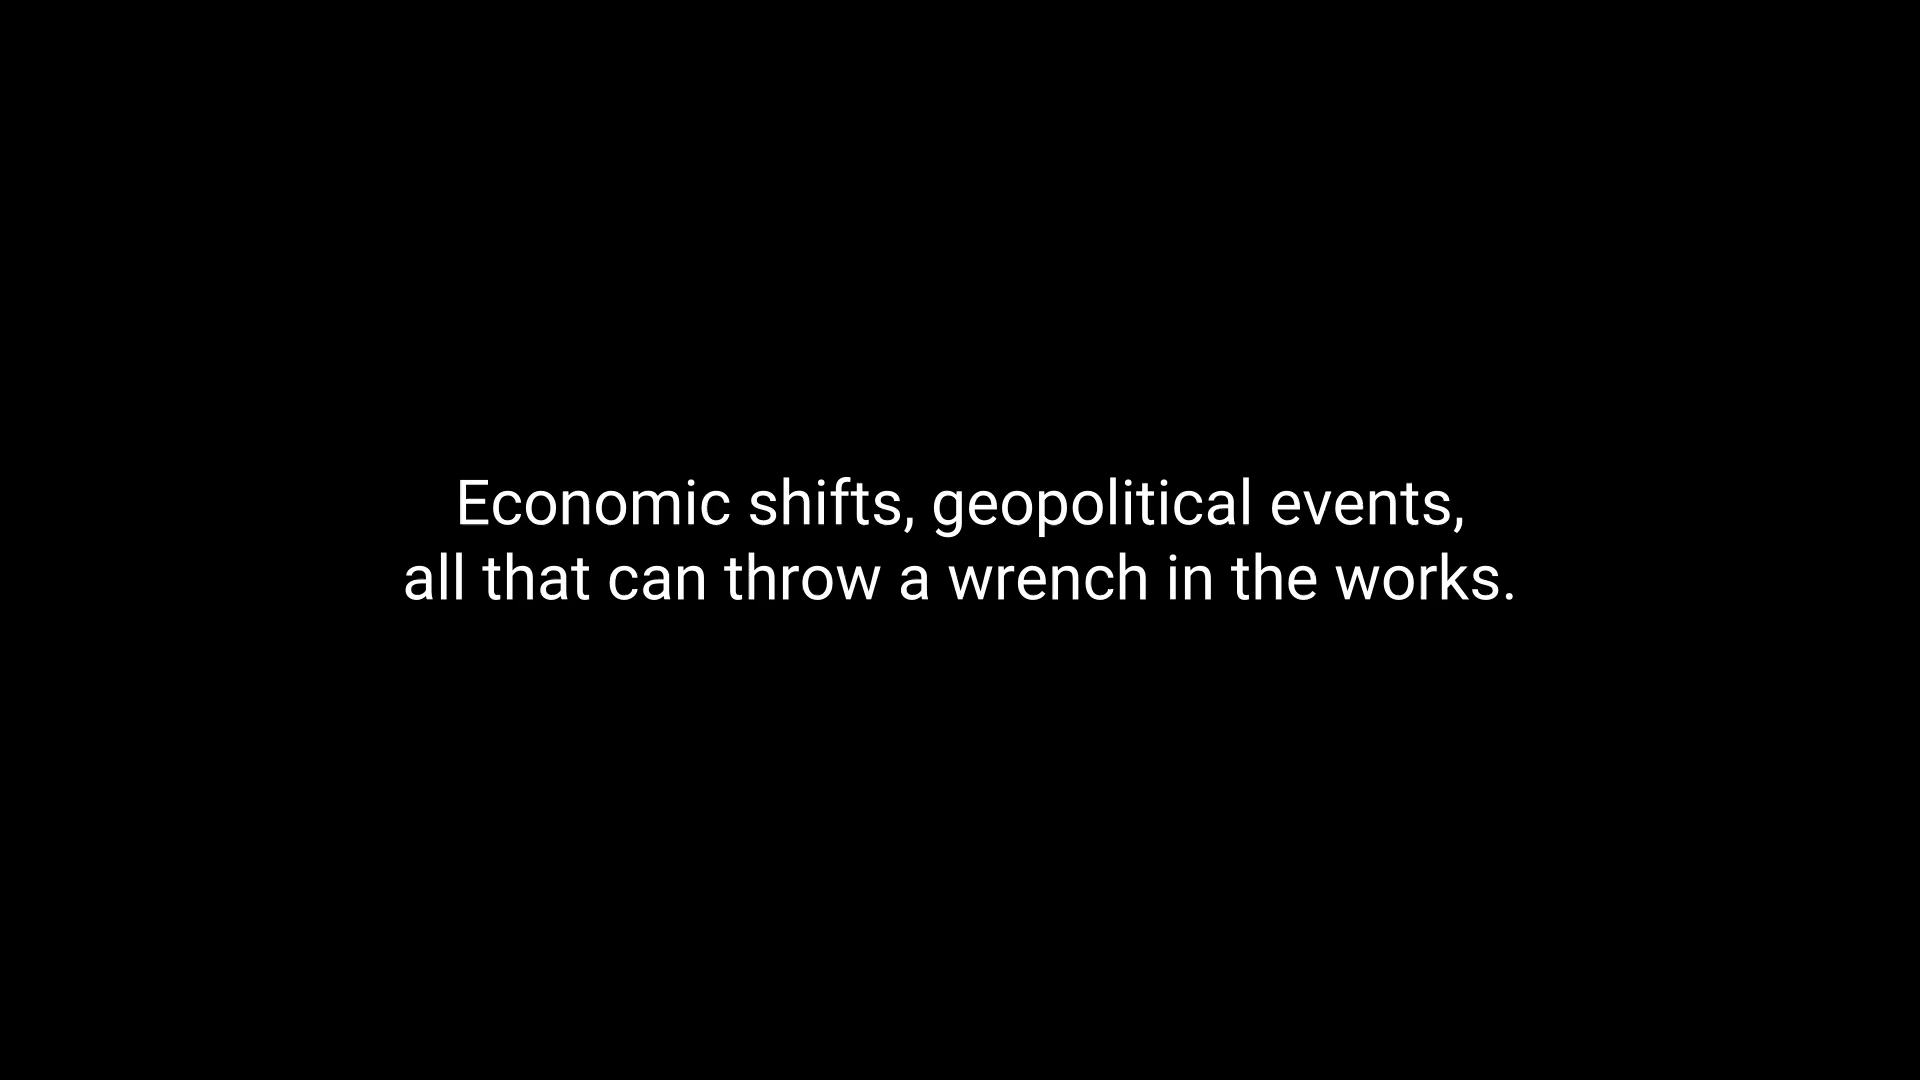 Economic shifts, geopolitical events,
all that can throw a wrench in the works.